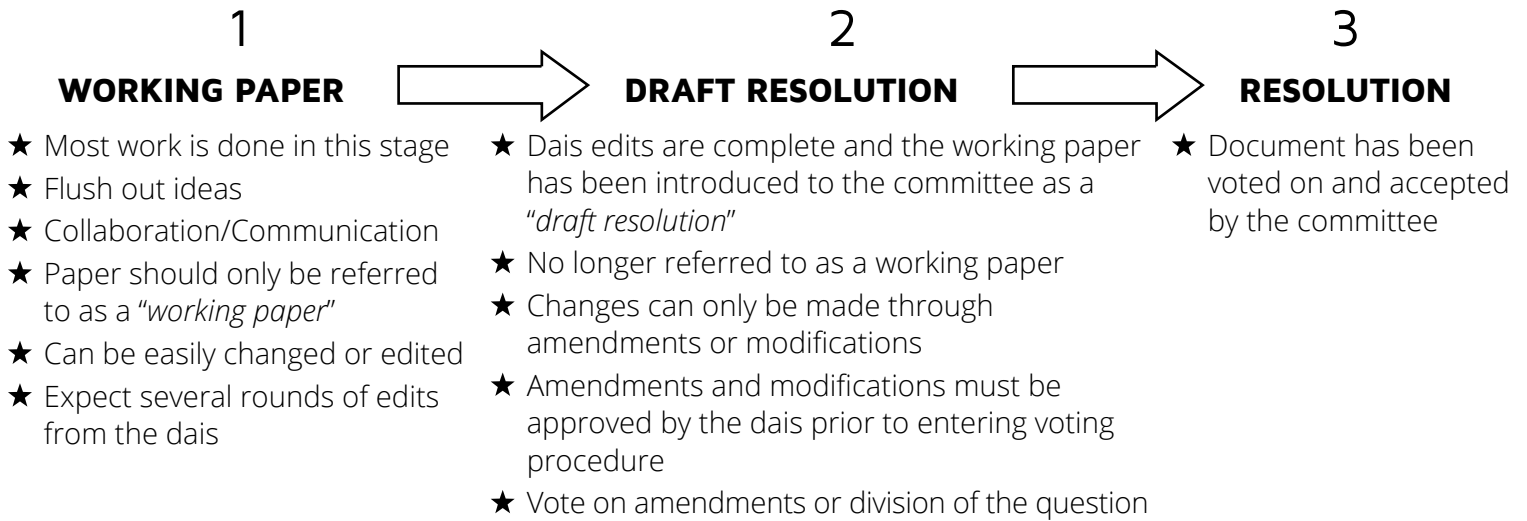 1
WORKING PAPER
★ Most work is done in this stage
★ Flush out ideas
★ Collaboration/Communication
★ Paper should only be referred
to as a “working paper”
★ Can be easily changed or edited
★ Expect several rounds of edits
from the dais
2
DRAFT RESOLUTION
★ Dais edits are complete and the working paper
has been introduced to the committee as a
“draft resolution”
★ No longer referred to as a working paper
★ Changes can only be made through
amendments or modifications
★ Amendments and modifications must be
approved by the dais prior to entering voting
procedure
★ Vote on amendments or division of the question
3
RESOLUTION
★ Document has been
voted on and accepted
by the committee